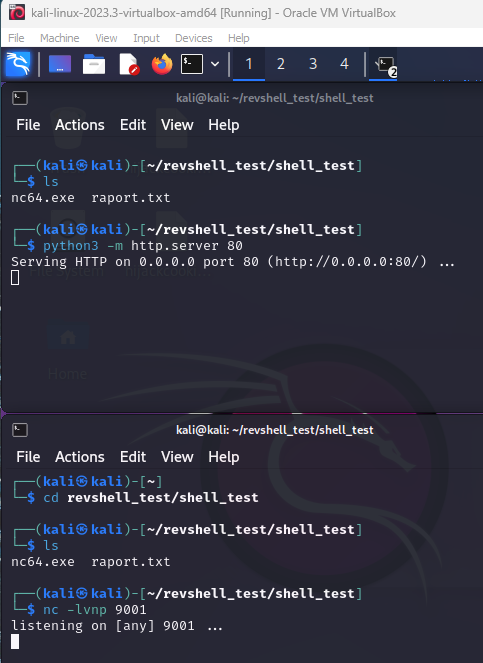 kali-linux-2023.3-virtualbox-amd64 [Running] - Oracle VM VirtualBox
File Machine View Input Devices Help
1 2 3 4 2
kali@kali: ~/revshell_test/shell_test
File Actions Edit View Help
┌──(kali㉿kali)-[~/revshell_test/shell_test]
└─$ ls
nc64.exe raport.txt
┌──(kali㉿kali)-[~/revshell_test/shell_test]
└─$ python3 -m http.server 80
Serving HTTP on 0.0.0.0 port 80 (http://0.0.0.0:80/) ...
File System
Home
kali@kali: ~/revshell_test/shell_test
File Actions Edit View Help
┌──(kali㉿kali)-[~]
└─$ cd revshell_test/shell_test
┌──(kali㉿kali)-[~/revshell_test/shell_test]
└─$ ls
nc64.exe raport.txt
┌──(kali㉿kali)-[~/revshell_test/shell_test]
└─$ nc -lvnp 9001
listening on [any] 9001 ...